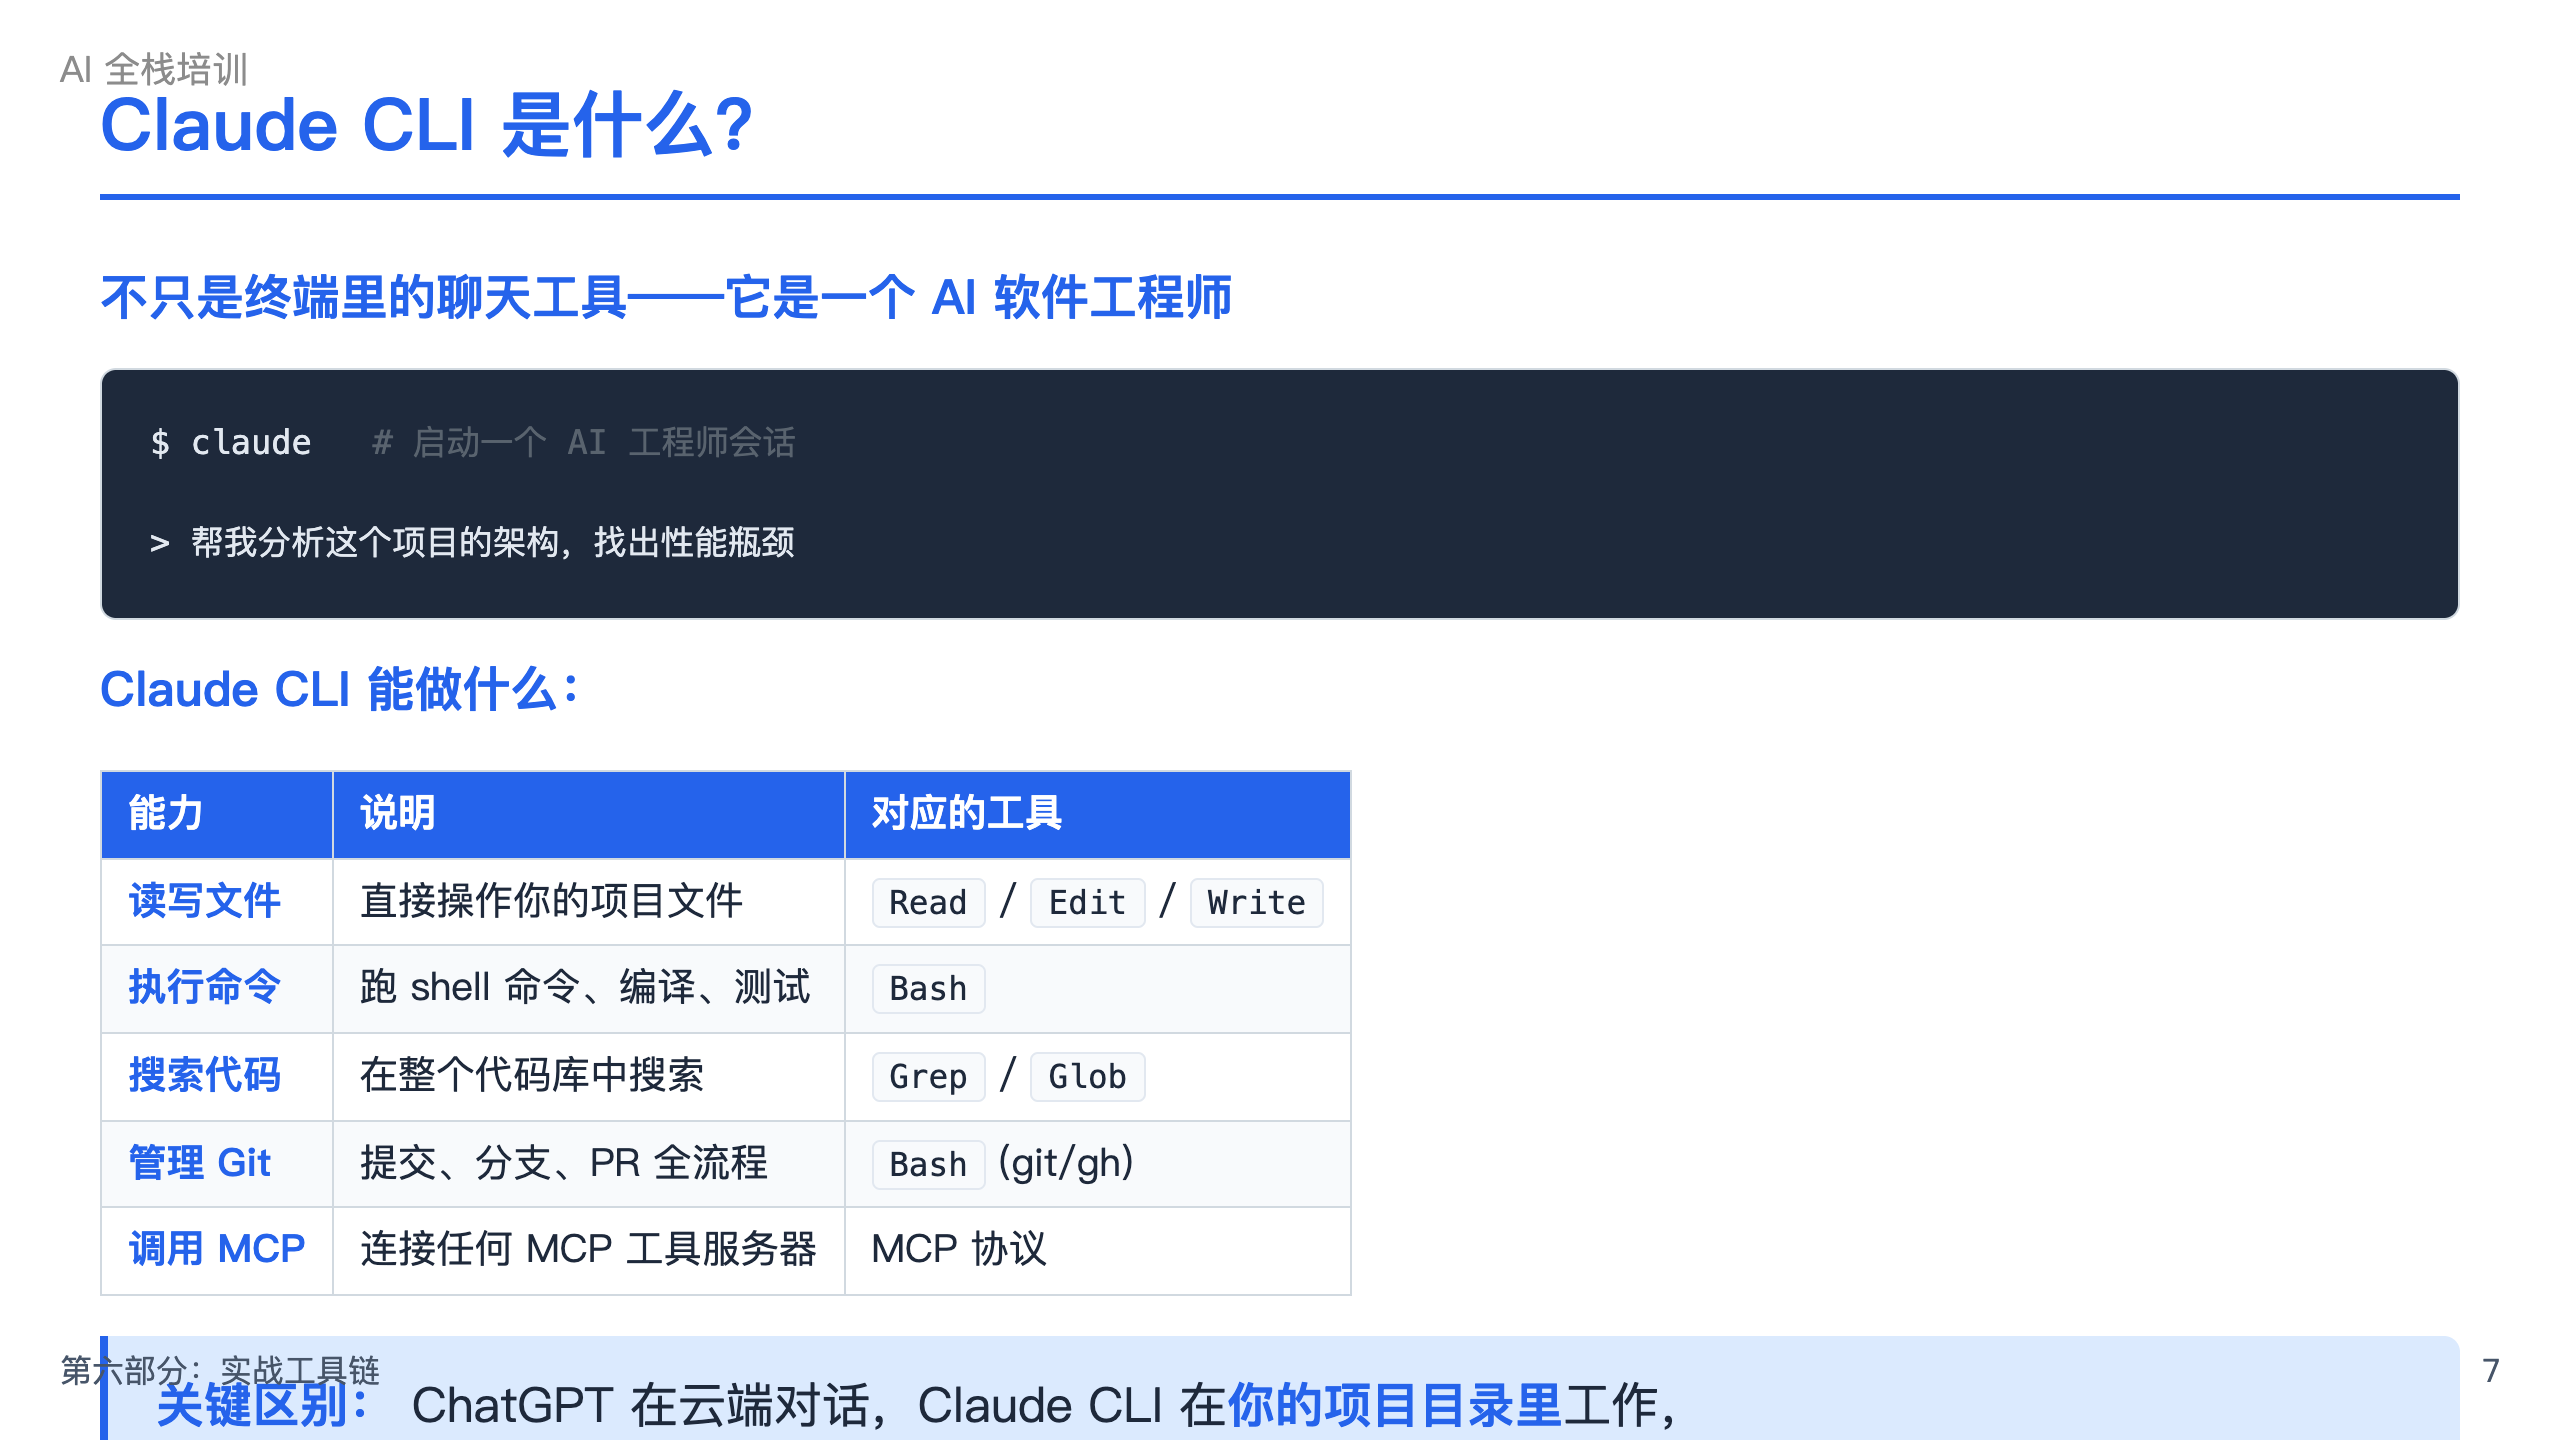 AI 全栈培训
Claude CLI 是什么?
不只是终端里的聊天工具——它是一个 AI 软件工程师
$ claude   # 启动一个 AI 工程师会话
> 帮我分析这个项目的架构，找出性能瓶颈
Claude CLI 能做什么：
能力 说明 对应的工具
读写文件 直接操作你的项目文件 Read / Edit / Write
执行命令 跑 shell 命令、编译、测试 Bash
搜索代码 在整个代码库中搜索 Grep / Glob
管理 Git 提交、分支、PR 全流程 Bash (git/gh)
调用 MCP 连接任何 MCP 工具服务器 MCP 协议
第六部分：实战工具链
关键区别： ChatGPT 在云端对话，Claude CLI 在你的项目目录里工作，
7